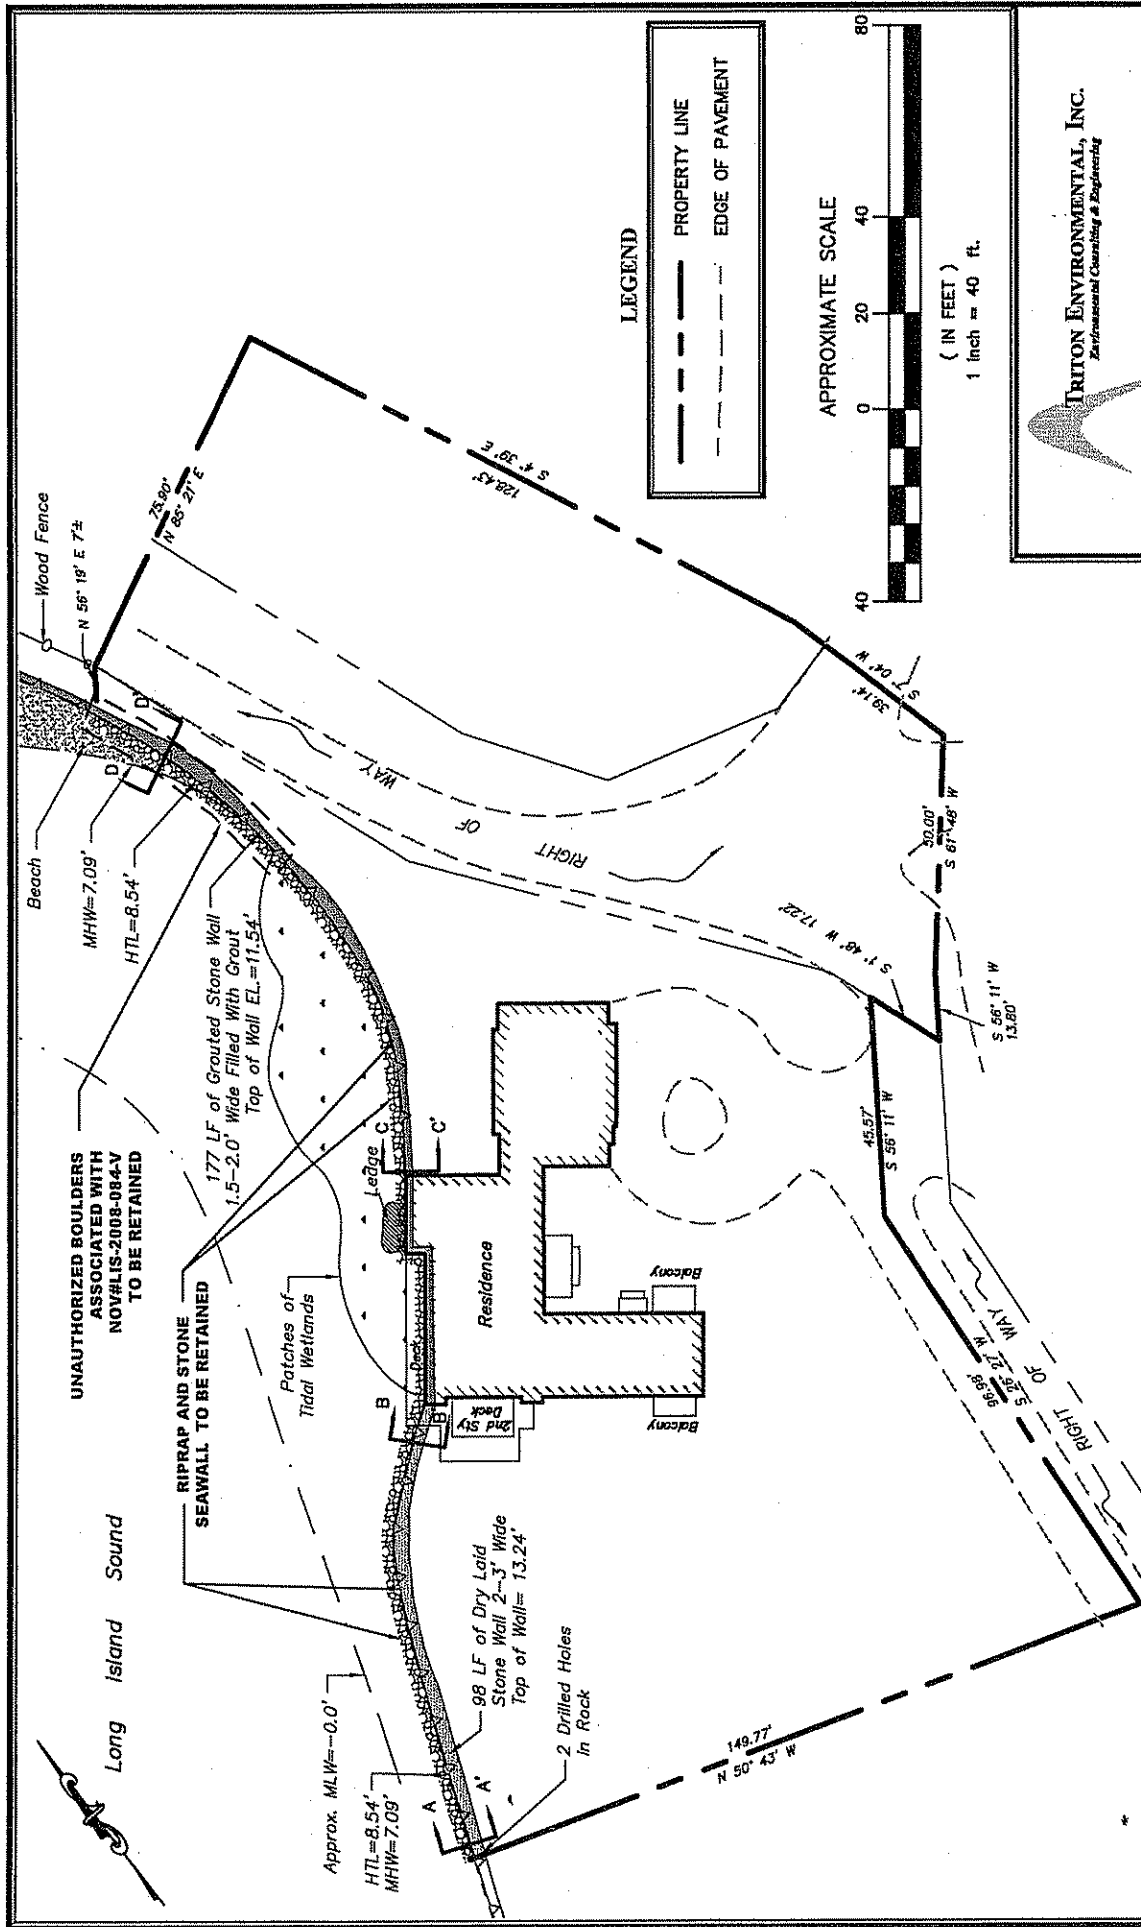 Long Island Sound
Approx. MLW=-0.0'
HTL=8.54'
MHW=7.09'
A
A'
98 LF of Dry Laid
Stone Wall 2-3' Wide
Top of Wall= 13.24'
2 Drilled Holes
in Rock
149.77'
N 50° 43' W
RIPRAP AND STONE
SEAWALL TO BE RETAINED
UNAUTHORIZED BOULDERS
ASSOCIATED WITH
NOV#LIS-2008-084-V
TO BE RETAINED
Patches of
Tidal Wetlands
177 LF of Grouted Stone Wall
1.5-2.0' Wide Filled With Grout
Top of Wall EL.=11.54'
B
B'
Deck
Ledge
C
C'
2nd Sty
Deck
Residence
Balcony
Balcony
Beach
MHW=7.09'
HTL=8.54'
D
D'
Wood Fence
N 56° 19' E 7'±
75.90'
N 85° 21' E
128.43'
S 4° 39' E
39.14'
S 7° 04' W
50.00'
S 61° 46' W
S 56° 11' W
13.80'
S 1° 48' W 17.22'
45.57'
S 56° 11' W
96.98'
S 26° 27' W
RIGHT OF WAY
RIGHT OF WAY
LEGEND
PROPERTY LINE
EDGE OF PAVEMENT
APPROXIMATE SCALE
40 0 20 40 80
( IN FEET )
1 inch = 40 ft.
TRITON ENVIRONMENTAL, INC.
Environmental Consulting & Engineering